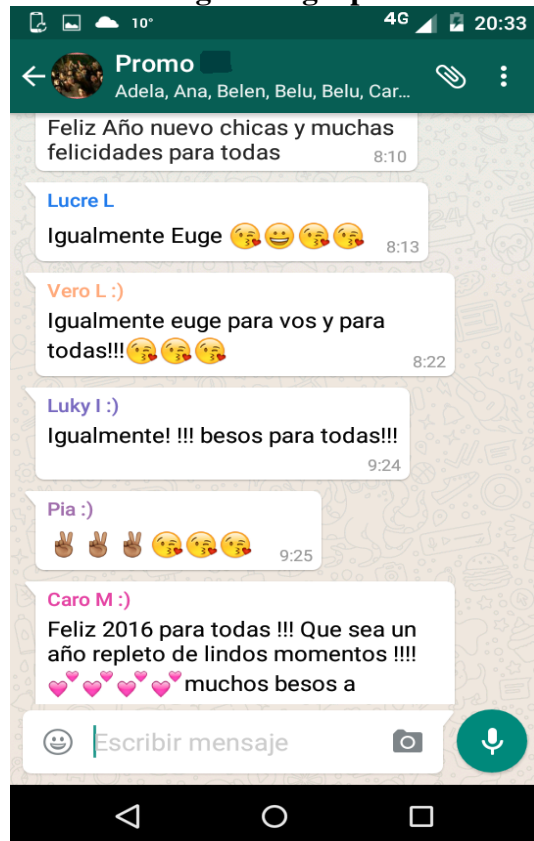 10° 4G 20:33
Promo
Adela, Ana, Belen, Belu, Belu, Car...
Feliz Año nuevo chicas y muchas
felicidades para todas 8:10
Lucre L
Igualmente Euge 😘😀😘😘 8:13
Vero L :)
Igualmente euge para vos y para
todas!!!😘😘😘 8:22
Luky I :)
Igualmente! !!! besos para todas!!!
9:24
Pia :)
✌🏽✌🏽✌🏽😘😘😘 9:25
Caro M :)
Feliz 2016 para todas !!! Que sea un
año repleto de lindos momentos !!!!
💕💕💕💕muchos besos a
Escribir mensaje